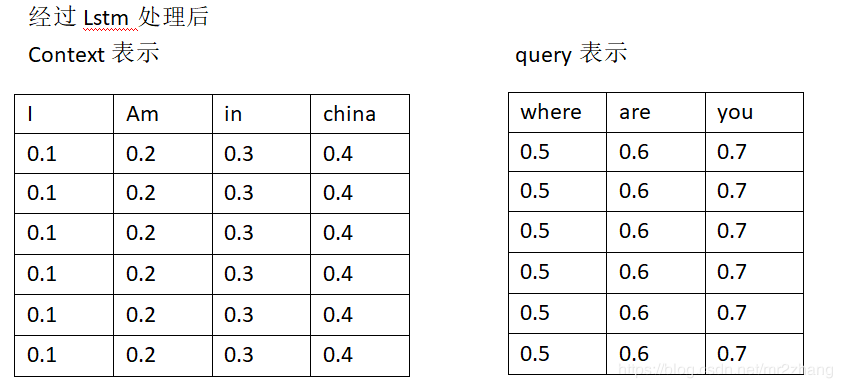 经过 Lstm 处理后
Context 表示
query 表示
I Am in china
0.1 0.2 0.3 0.4
0.1 0.2 0.3 0.4
0.1 0.2 0.3 0.4
0.1 0.2 0.3 0.4
0.1 0.2 0.3 0.4
0.1 0.2 0.3 0.4
where are you
0.5 0.6 0.7
0.5 0.6 0.7
0.5 0.6 0.7
0.5 0.6 0.7
0.5 0.6 0.7
0.5 0.6 0.7
https://blog.csdn.net/mr2zhang